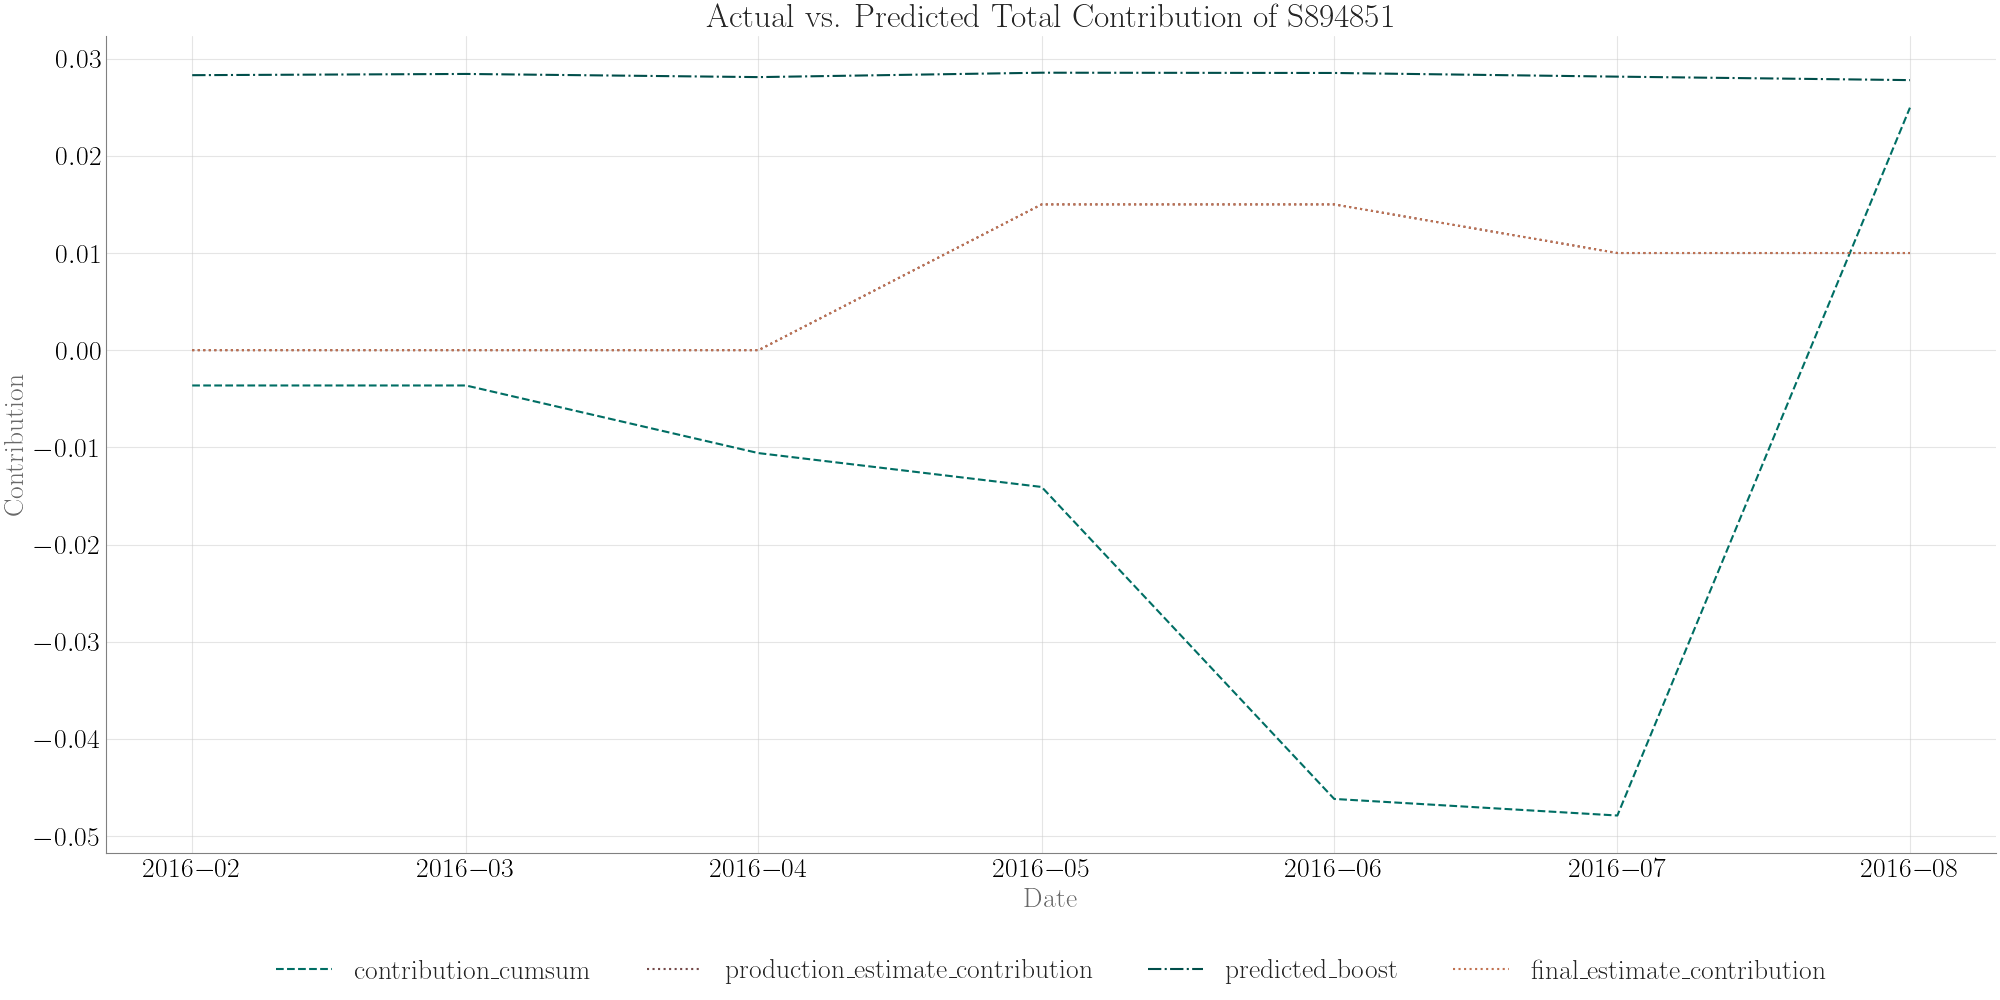 Actual vs. Predicted Total Contribution of S894851
0.03
0.02
0.01
0.00
−0.01
−0.02
−0.03
−0.04
−0.05
Contribution
2016−02 2016−03 2016−04 2016−05 2016−06 2016−07 2016−08
Date
contribution_cumsum production_estimate_contribution predicted_boost final_estimate_contribution